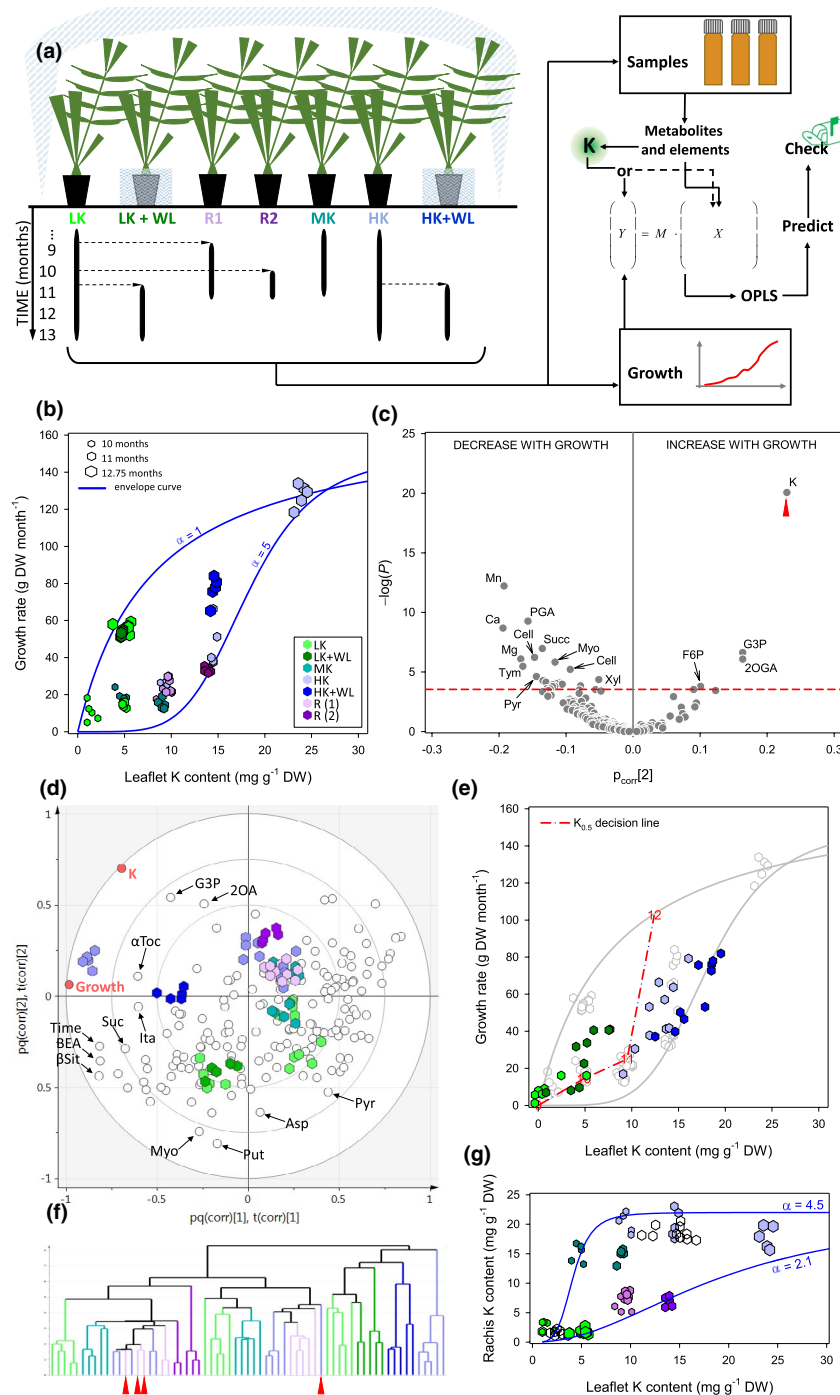 (a)
LK
LK + WL
R1
R2
MK
HK
HK+WL
TIME (months)
...
9
10
11
12
13
Samples
Metabolites
and elements
K
or
Y = M · X
OPLS
Predict
Check
Growth
(b)
160
140
120
100
80
60
40
20
0
Growth rate (g DW month⁻¹)
10 months
11 months
12.75 months
envelope curve
α = 1
α = 5
LK
LK+WL
MK
HK
HK+WL
R (1)
R (2)
0 5 10 15 20 25 30
Leaflet K content (mg g⁻¹ DW)
(c)
25
20
15
10
5
0
−log(P)
DECREASE WITH GROWTH
INCREASE WITH GROWTH
K
Mn
PGA
Ca
Cell
Succ
Mg
Myo
Tym
Cell
Pyr
Xyl
F6P
G3P
2OGA
-0.3 -0.2 -0.1 0.0 0.1 0.2 0.3
pcorr[2]
(d)
1
0.5
0
0.5
-1
pq(corr)[2], t(corr)[2]
K
G3P
2OA
αToc
Growth
Time
BEA
βSit
Suc
Ita
Pyr
Asp
Myo
Put
-1 -0.5 0 0.5 1
pq(corr)[1], t(corr)[1]
(e)
160
140
120
100
80
60
40
20
0
Growth rate (g DW month⁻¹)
K0.5 decision line
12
0 5 10 15 20 25 30
Leaflet K content (mg g⁻¹ DW)
(f)
(g)
25
20
15
10
5
0
Rachis K content (mg g⁻¹ DW)
α = 4.5
α = 2.1
0 5 10 15 20 25 30
Leaflet K content (mg g⁻¹ DW)